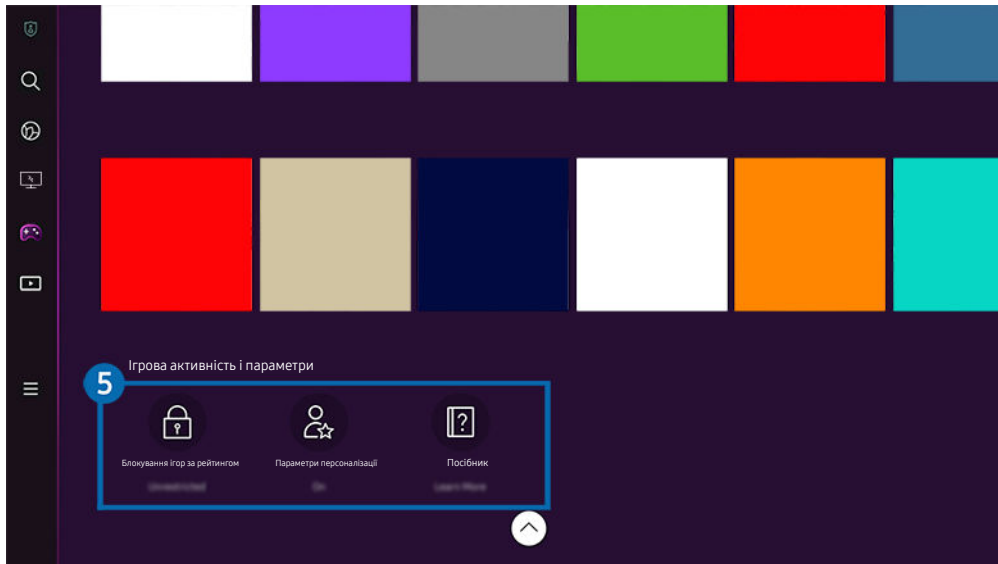 Ігрова активність і параметри
5
Блокування ігор за рейтингом
Параметри персоналізації
Посібник
Unrestricted
On
Learn More